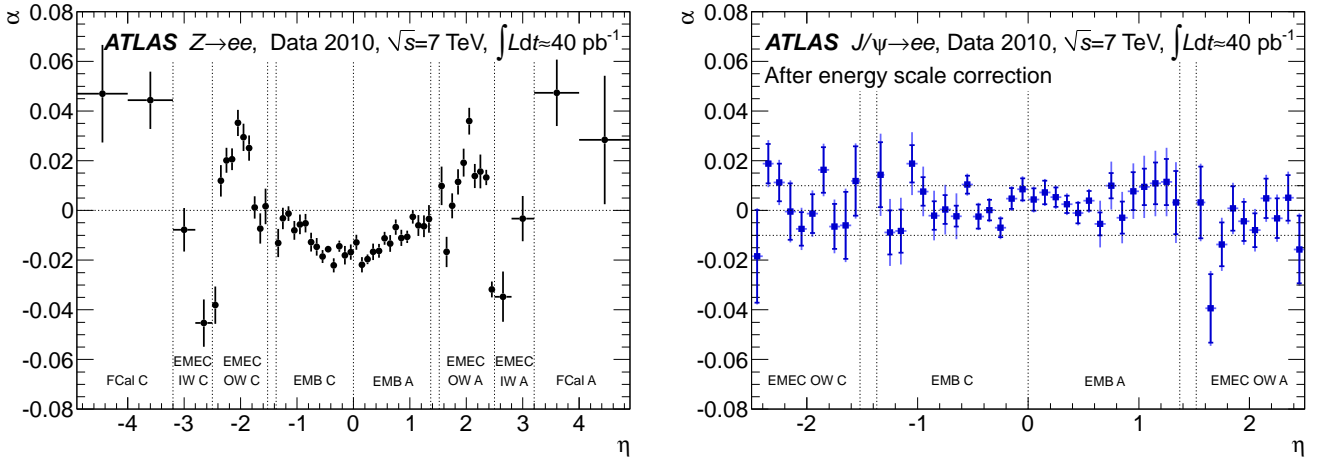 α
0.08
0.06
0.04
0.02
0
-0.02
-0.04
-0.06
-0.08
ATLAS Z→ee, Data 2010, √s=7 TeV, ∫Ldt≈40 pb⁻¹
FCal C
EMEC IW C
EMEC OW C
EMB C
EMB A
EMEC OW A
EMEC IW A
FCal A
-4 -3 -2 -1 0 1 2 3 4
η
α
0.08
0.06
0.04
0.02
0
-0.02
-0.04
-0.06
-0.08
ATLAS J/ψ→ee, Data 2010, √s=7 TeV, ∫Ldt≈40 pb⁻¹
After energy scale correction
EMEC OW C
EMB C
EMB A
EMEC OW A
-2 -1 0 1 2
η